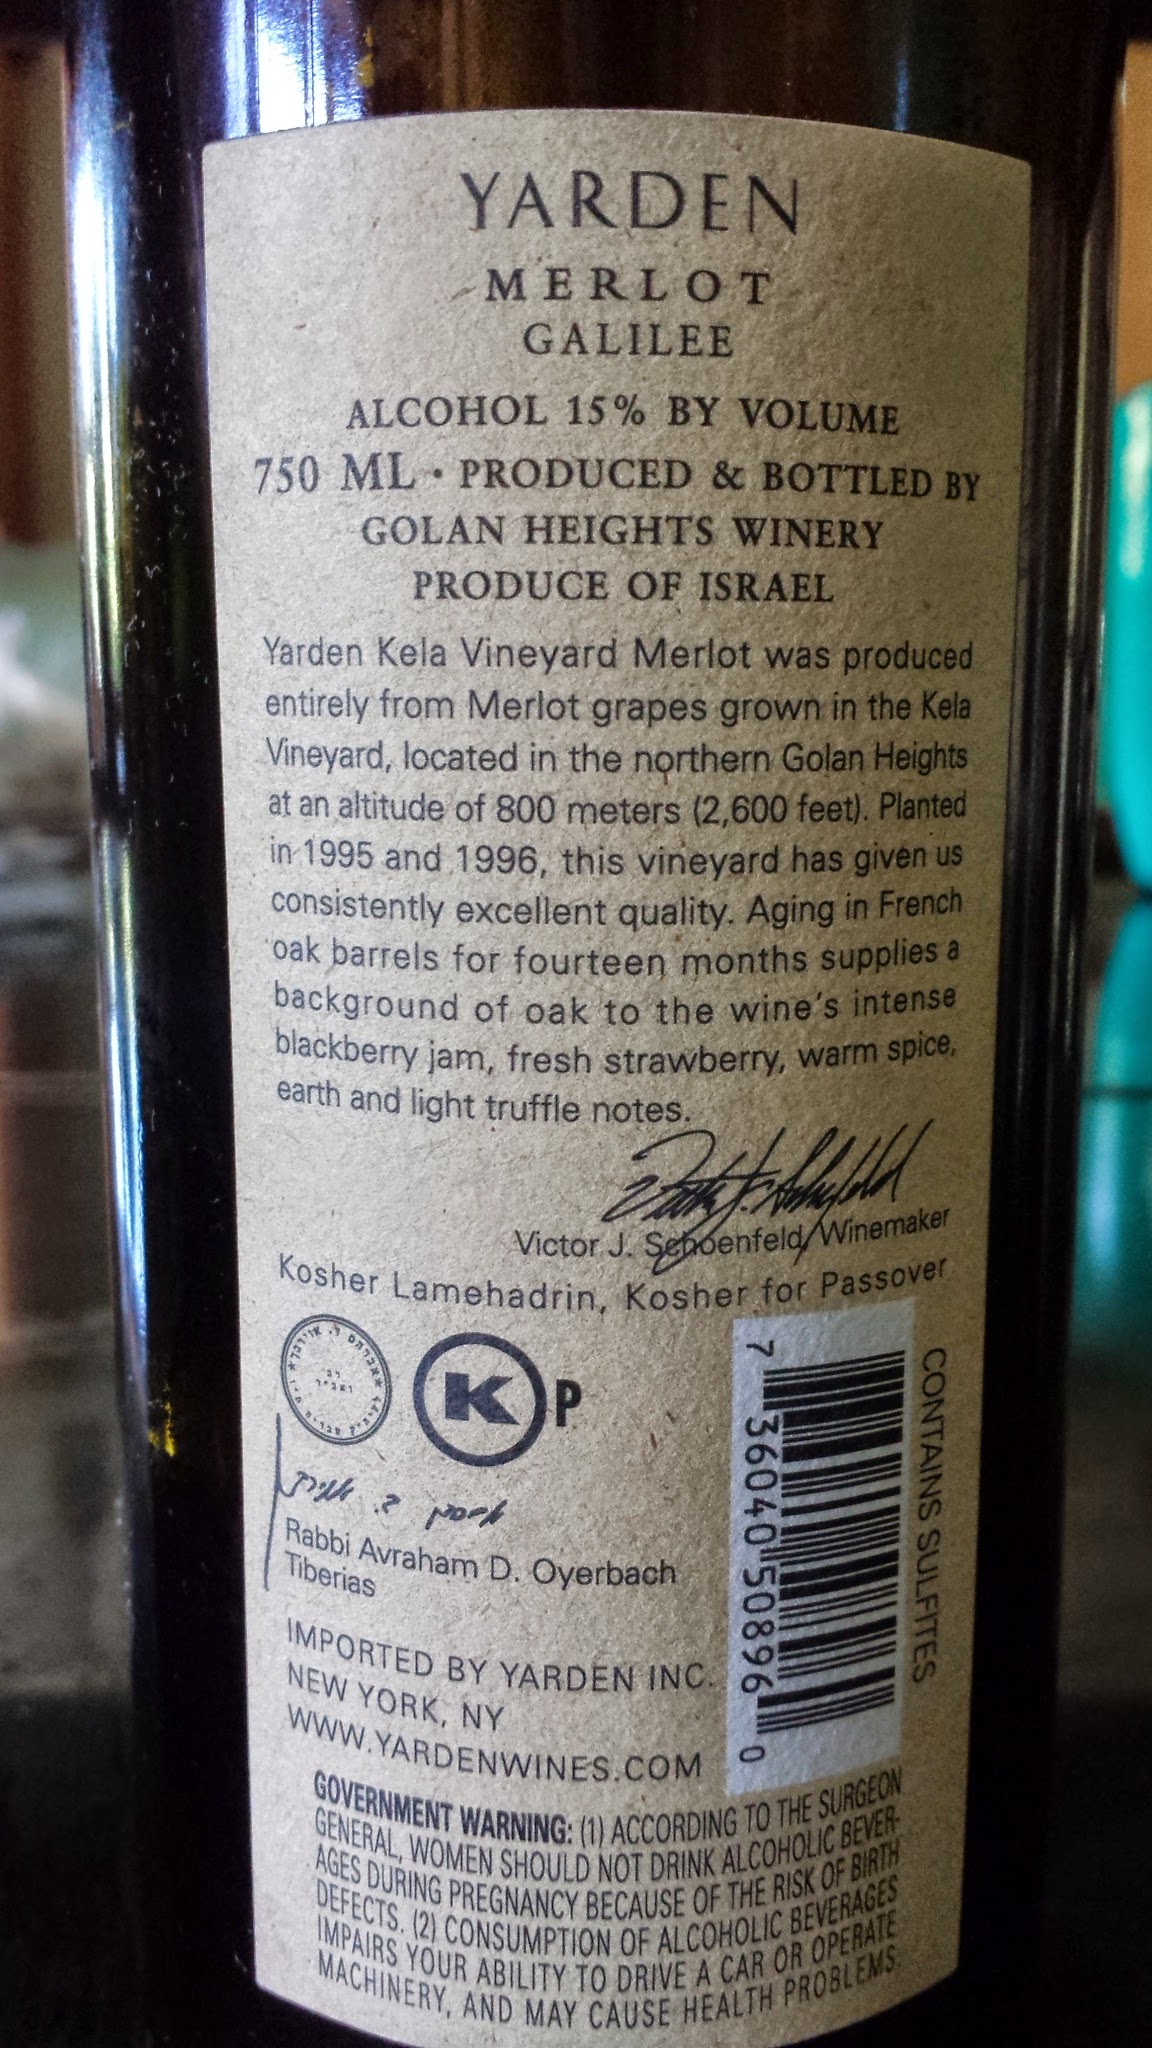 YARDEN
MERLOT
GALILEE
ALCOHOL 15% BY VOLUME
750 ML • PRODUCED & BOTTLED BY
GOLAN HEIGHTS WINERY
PRODUCE OF ISRAEL
Yarden Kela Vineyard Merlot was produced
entirely from Merlot grapes grown in the Kela
Vineyard, located in the northern Golan Heights
at an altitude of 800 meters (2,600 feet). Planted
in 1995 and 1996, this vineyard has given us
consistently excellent quality. Aging in French
oak barrels for fourteen months supplies a
background of oak to the wine's intense
blackberry jam, fresh strawberry, warm spice,
earth and light truffle notes.
Victor J. Schoenfeld, Winemaker
Kosher Lamehadrin, Kosher for Passover
K P
Rabbi Avraham D. Oyerbach
Tiberias
7 36040 50896 0
CONTAINS SULFITES
IMPORTED BY YARDEN INC.
NEW YORK, NY
WWW.YARDENWINES.COM
GOVERNMENT WARNING: (1) ACCORDING TO THE SURGEON
GENERAL, WOMEN SHOULD NOT DRINK ALCOHOLIC BEVER-
AGES DURING PREGNANCY BECAUSE OF THE RISK OF BIRTH
DEFECTS. (2) CONSUMPTION OF ALCOHOLIC BEVERAGES
IMPAIRS YOUR ABILITY TO DRIVE A CAR OR OPERATE
MACHINERY, AND MAY CAUSE HEALTH PROBLEMS.